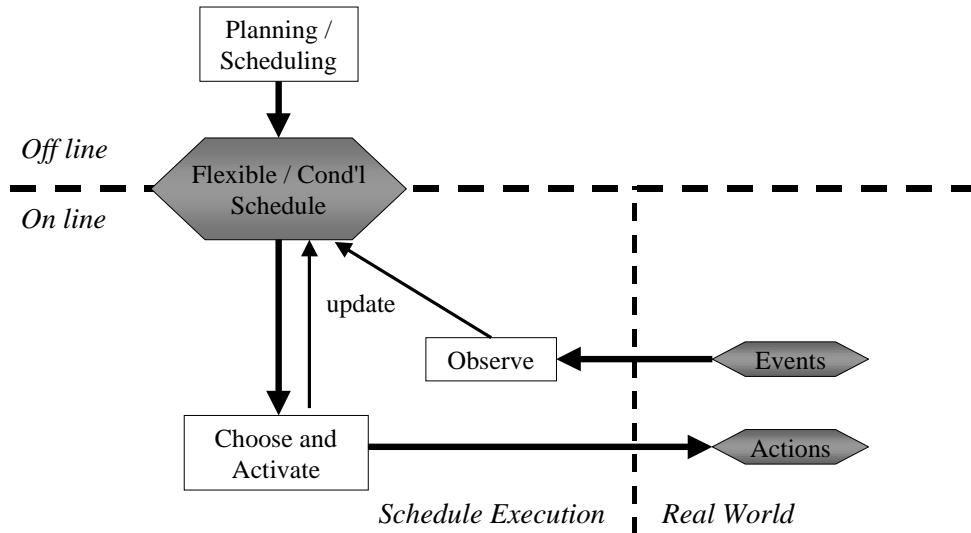 Planning /
Scheduling
Off line
Flexible / Cond'l
Schedule
On line
update
Observe
Events
Choose and
Activate
Actions
Schedule Execution
Real World